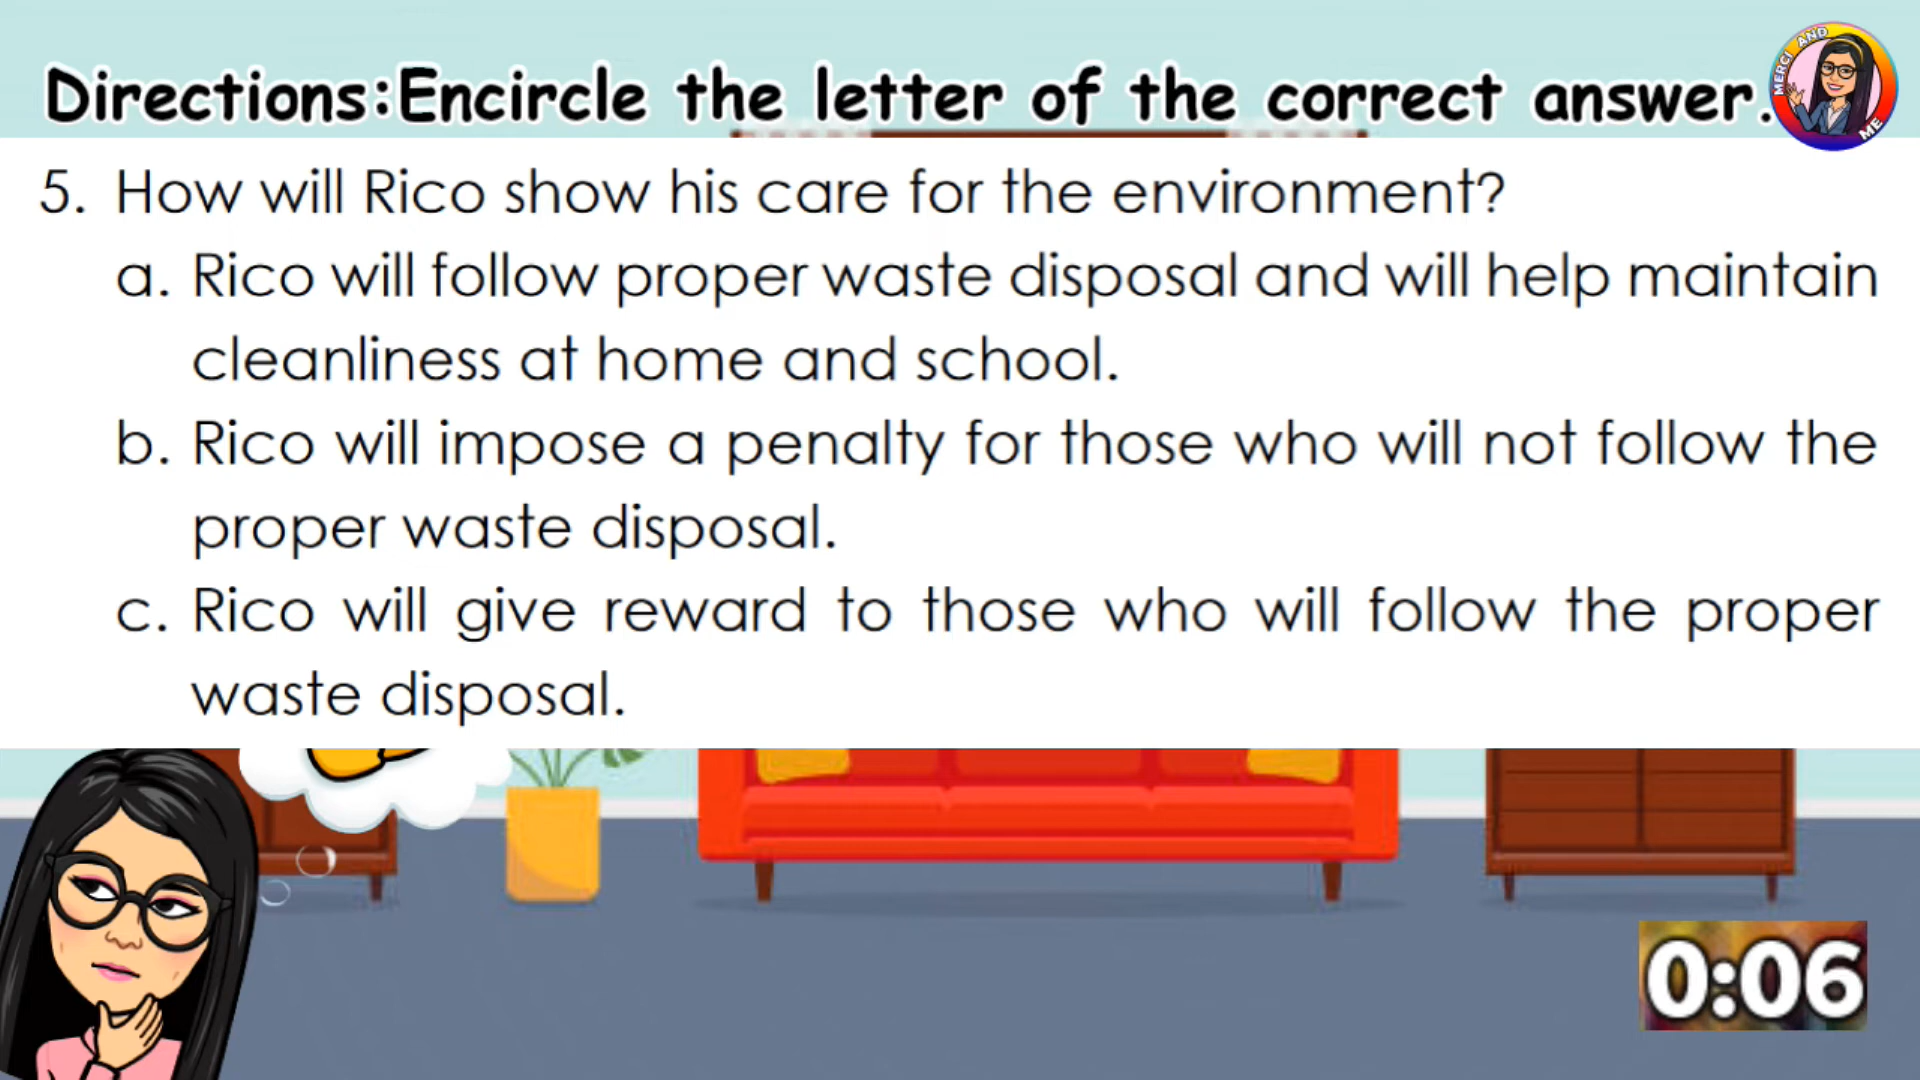 Directions:Encircle the letter of the correct answer.
MERCI AND ME
5. How will Rico show his care for the environment?
a. Rico will follow proper waste disposal and will help maintain
cleanliness at home and school.
b. Rico will impose a penalty for those who will not follow the
proper waste disposal.
c. Rico will give reward to those who will follow the proper
waste disposal.
0:06